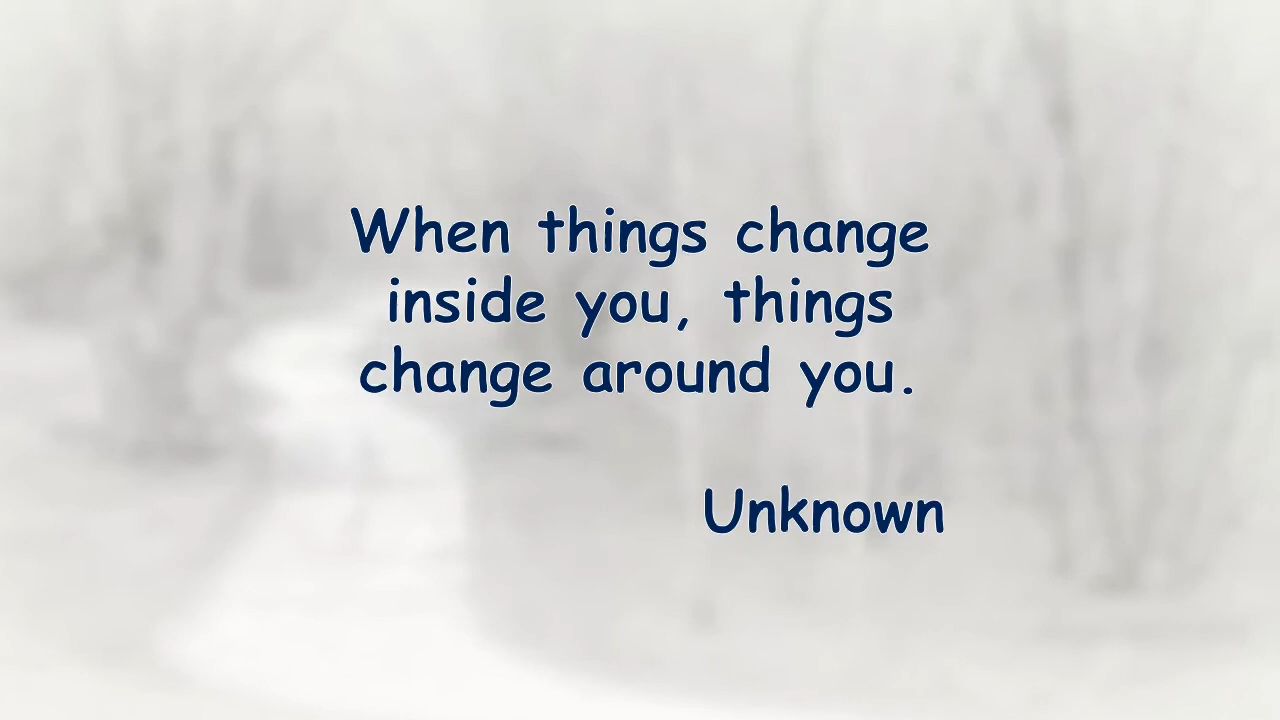 When things change
inside you, things
change around you.
Unknown